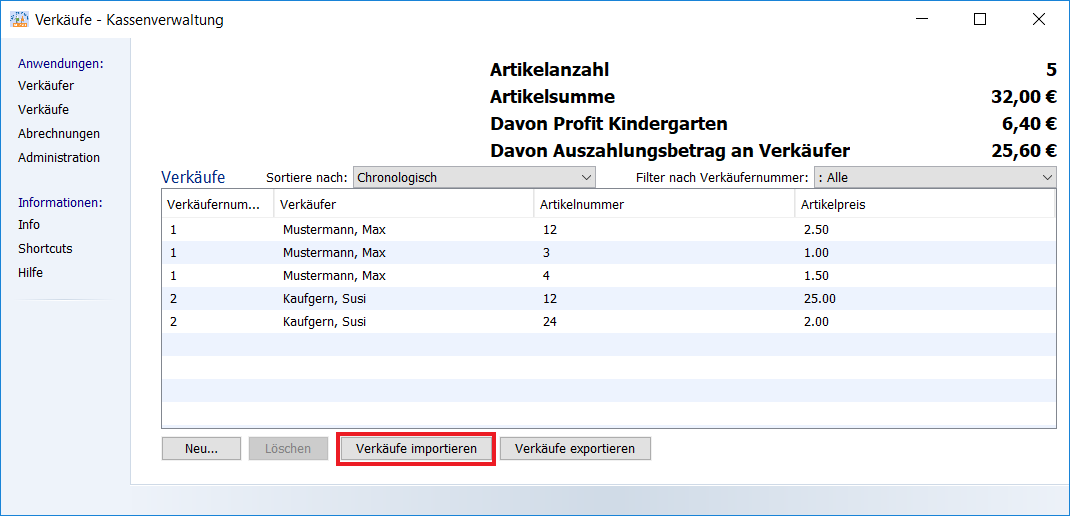 Verkäufe - Kassenverwaltung
Anwendungen:
Verkäufer
Verkäufe
Abrechnungen
Administration
Informationen:
Info
Shortcuts
Hilfe
Artikelanzahl 5
Artikelsumme 32,00 €
Davon Profit Kindergarten 6,40 €
Davon Auszahlungsbetrag an Verkäufer 25,60 €
Verkäufe Sortiere nach: Chronologisch Filter nach Verkäufernummer: : Alle
Verkäufernum... Verkäufer Artikelnummer Artikelpreis
1 Mustermann, Max 12 2.50
1 Mustermann, Max 3 1.00
1 Mustermann, Max 4 1.50
2 Kaufgern, Susi 12 25.00
2 Kaufgern, Susi 24 2.00
Neu... Löschen Verkäufe importieren Verkäufe exportieren